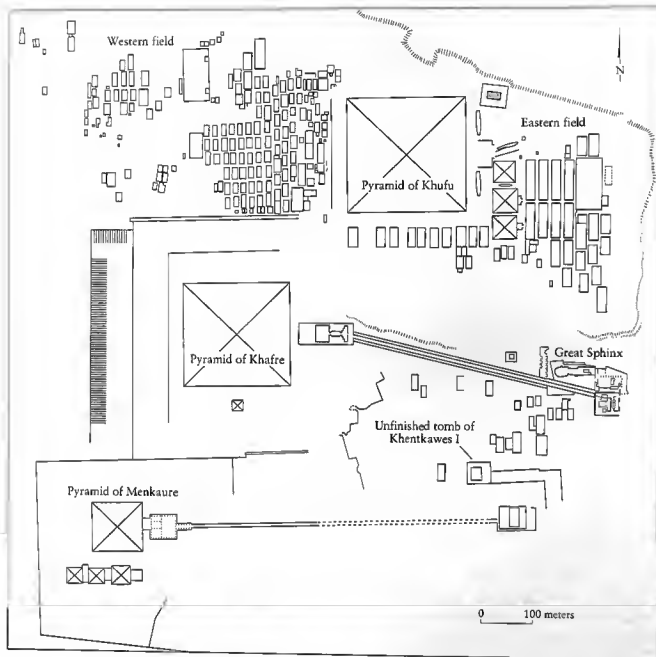 Western field
N
Eastern field
Pyramid of Khufu
Pyramid of Khafre
Great Sphinx
Unfinished tomb of
Khentkawes I
Pyramid of Menkaure
0 100 meters